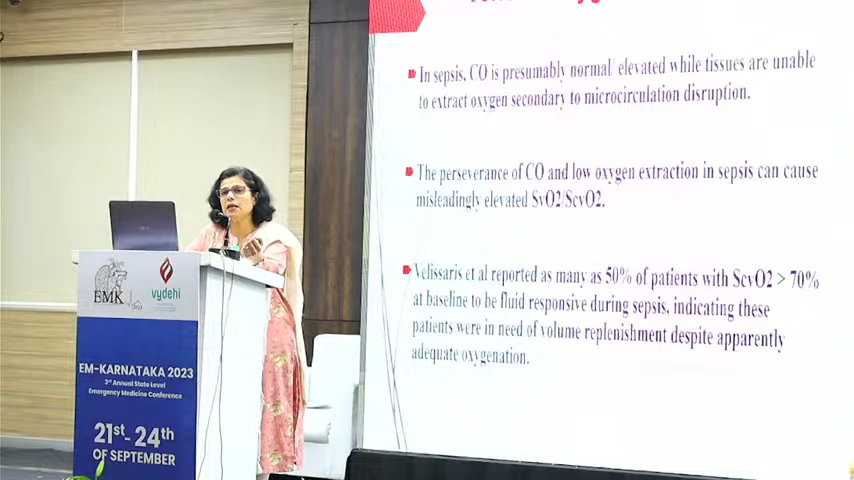 In sepsis, CO is presumably normal/ elevated while tissues are unable
to extract oxygen secondary to microcirculation disruption.
The perseverance of CO and low oxygen extraction in sepsis can cause
misleadingly elevated SvO2/ScvO2.
Velissaris et al reported as many as 50% of patients with ScvO2 > 70%
at baseline to be fluid responsive during sepsis, indicating these
patients were in need of volume replenishment despite apparently
adequate oxygenation.
EMK
vydehi
EM-KARNATAKA 2023
3rd Annual State Level
Emergency Medicine Conference
21st - 24th
OF SEPTEMBER